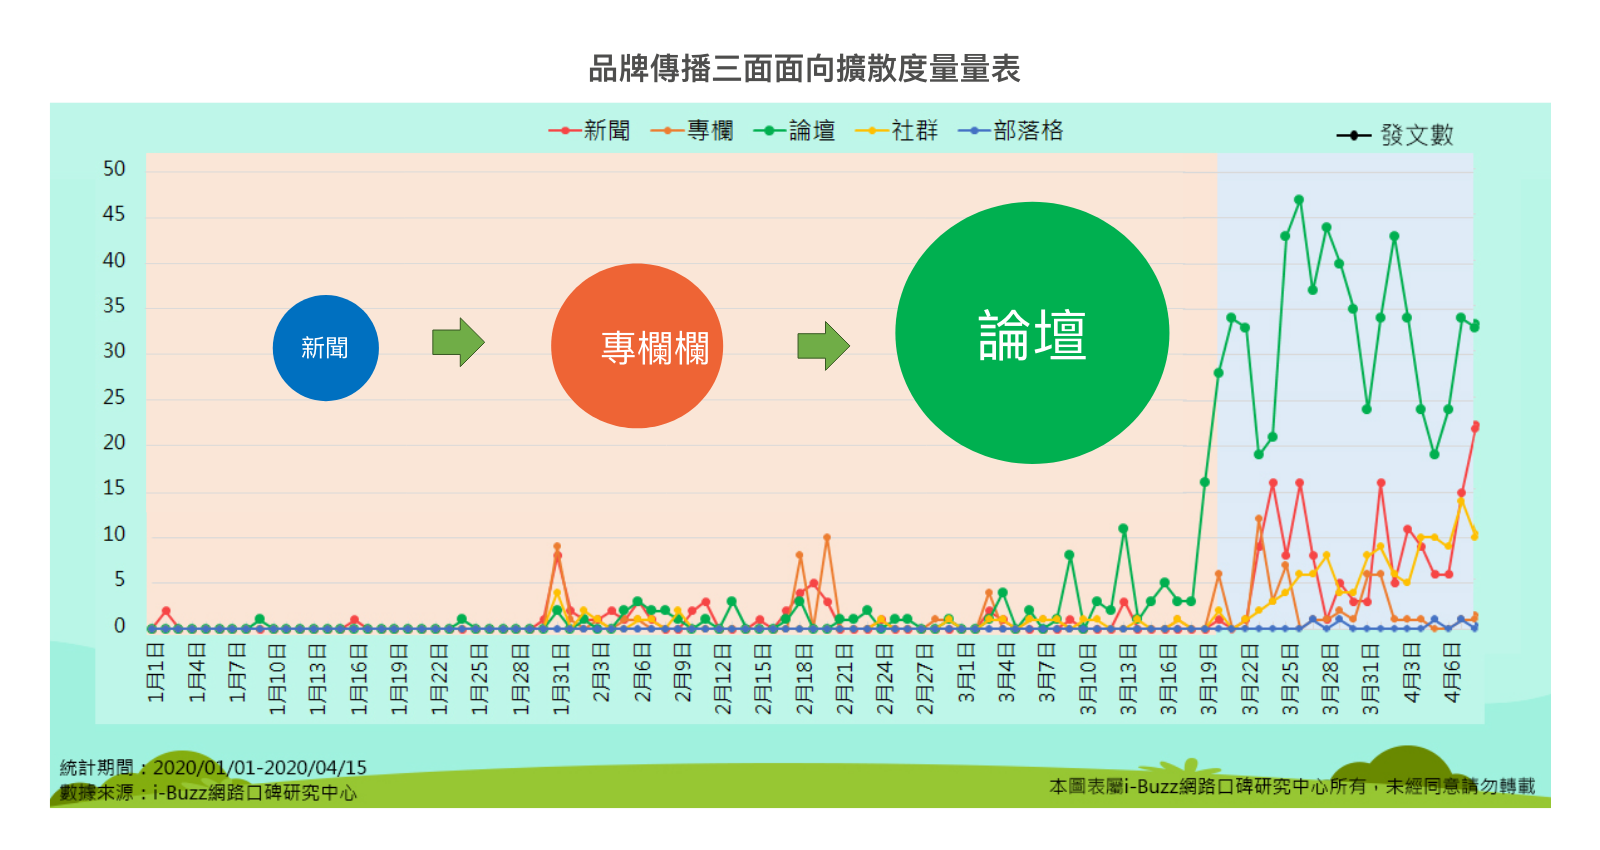 品牌傳播三面面向擴散度量量表
新聞 專欄 論壇 社群 部落格
發文數
50
45
40
35
30
25
20
15
10
5
0
新聞
專欄欄
論壇
1月1日 1月4日 1月7日 1月10日 1月13日 1月16日 1月19日 1月22日 1月25日 1月28日 1月31日 2月3日 2月6日 2月9日 2月12日 2月15日 2月18日 2月21日 2月24日 2月27日 3月1日 3月4日 3月7日 3月10日 3月13日 3月16日 3月19日 3月22日 3月25日 3月28日 3月31日 4月3日 4月6日
統計期間：2020/01/01-2020/04/15
數據來源：i-Buzz網路口碑研究中心
本圖表屬i-Buzz網路口碑研究中心所有，未經同意請勿轉載